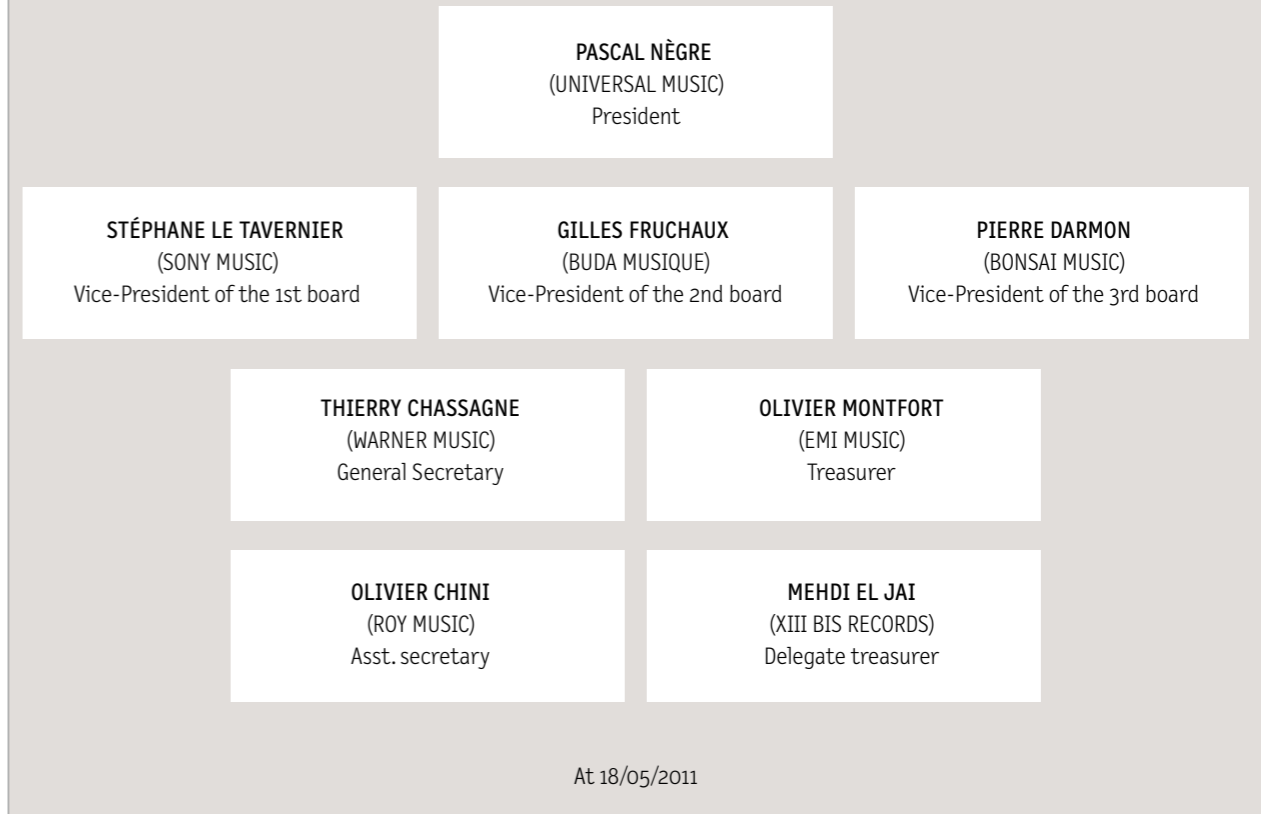 PASCAL NÈGRE
(UNIVERSAL MUSIC)
President
STÉPHANE LE TAVERNIER
(SONY MUSIC)
Vice-President of the 1st board
GILLES FRUCHAUX
(BUDA MUSIQUE)
Vice-President of the 2nd board
PIERRE DARMON
(BONSAI MUSIC)
Vice-President of the 3rd board
THIERRY CHASSAGNE
(WARNER MUSIC)
General Secretary
OLIVIER MONTFORT
(EMI MUSIC)
Treasurer
OLIVIER CHINI
(ROY MUSIC)
Asst. secretary
MEHDI EL JAI
(XIII BIS RECORDS)
Delegate treasurer
At 18/05/2011